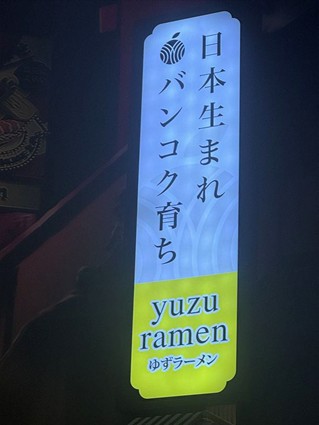 日本生まれ
バンコク育ち
yuzu
ramen
ゆずラーメン